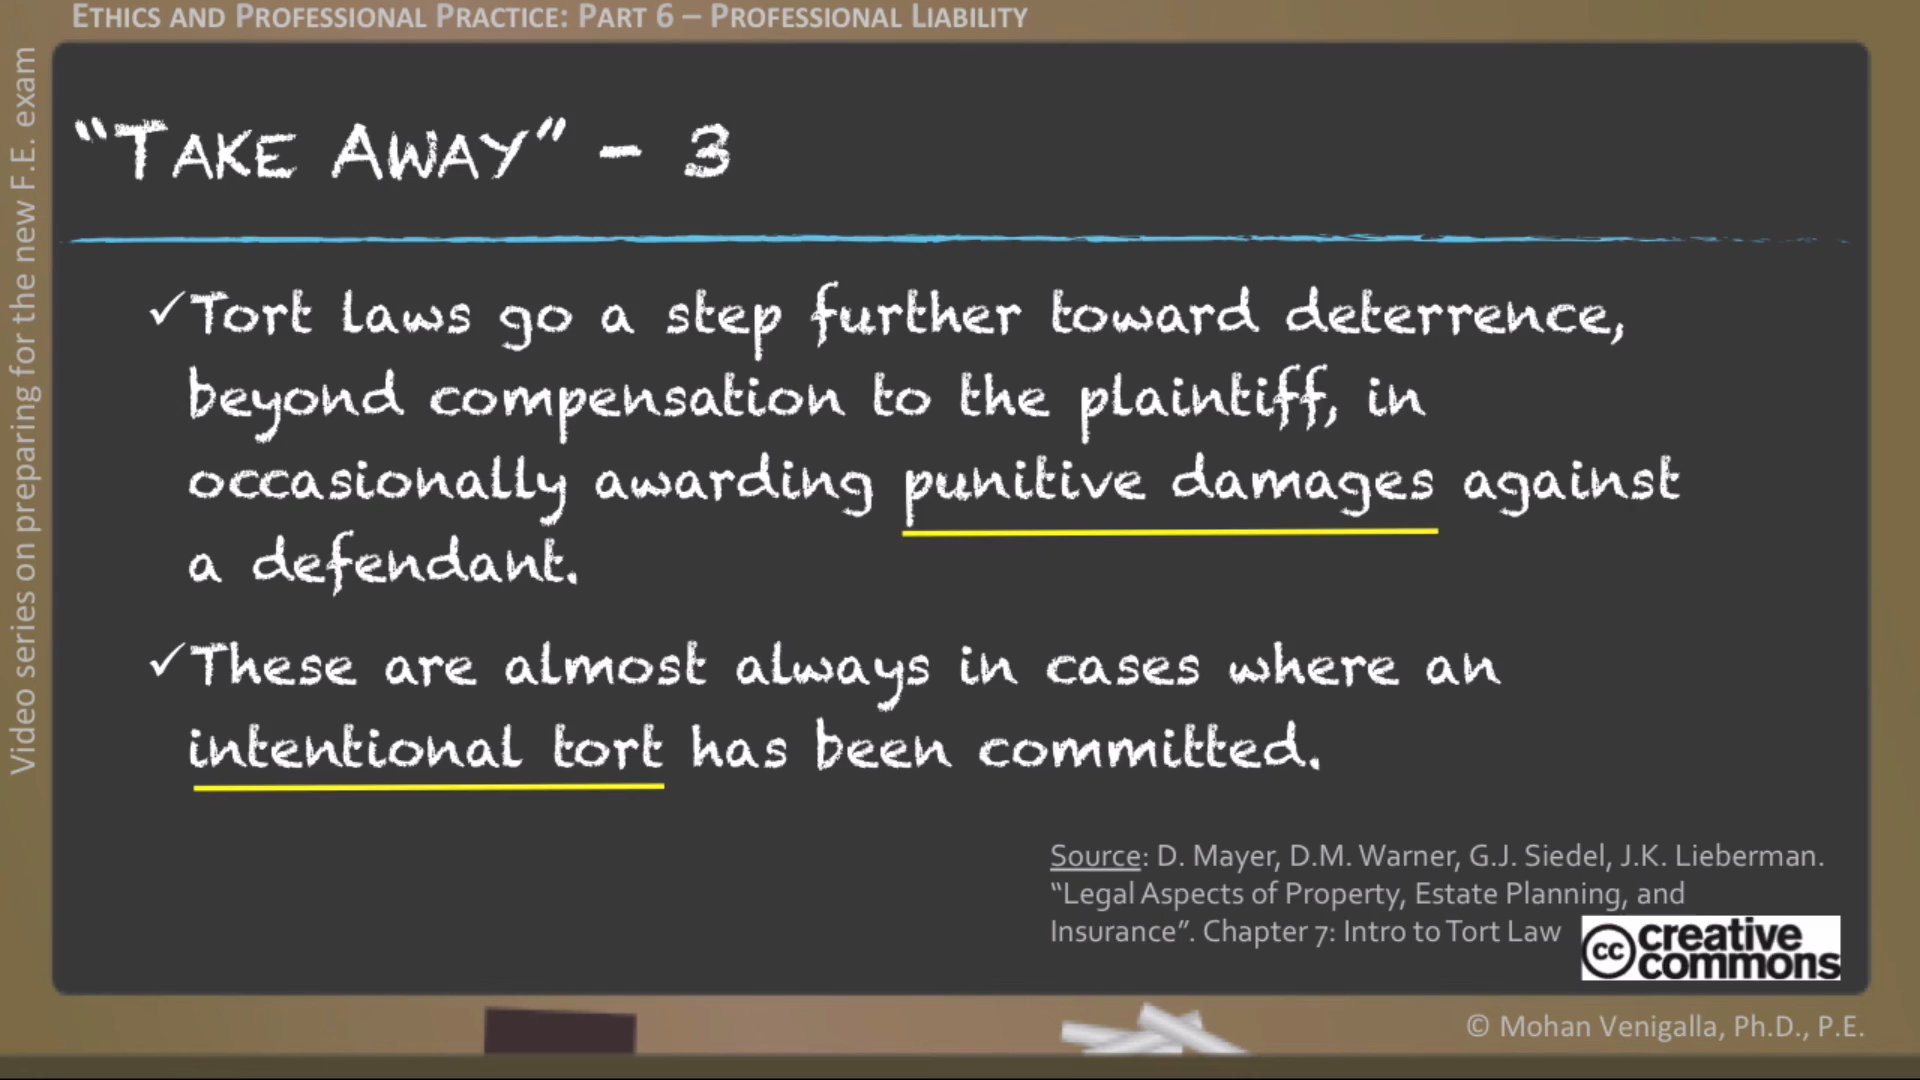 ETHICS AND PROFESSIONAL PRACTICE: PART 6 – PROFESSIONAL LIABILITY
Video series on preparing for the new F.E. exam
“TAKE AWAY” - 3
✓Tort laws go a step further toward deterrence,
beyond compensation to the plaintiff, in
occasionally awarding punitive damages against
a defendant.
✓These are almost always in cases where an
intentional tort has been committed.
Source: D. Mayer, D.M. Warner, G.J. Siedel, J.K. Lieberman.
“Legal Aspects of Property, Estate Planning, and
Insurance”. Chapter 7: Intro to Tort Law
cc creative
commons
© Mohan Venigalla, Ph.D., P.E.